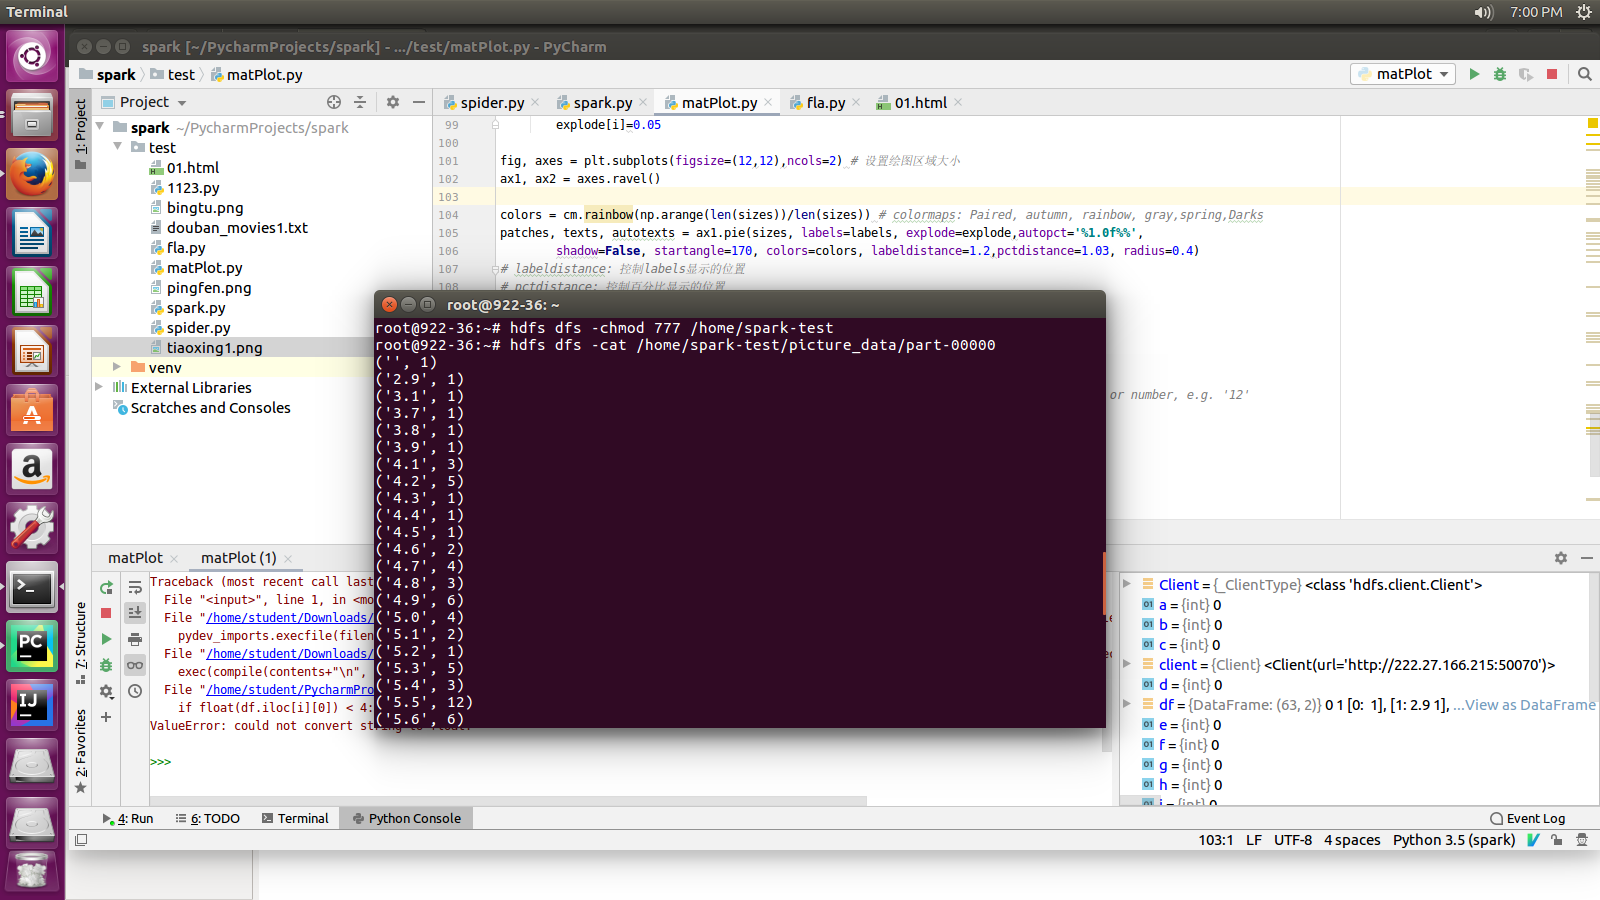 Terminal
7:00 PM
spark [~/PycharmProjects/spark] - .../test/matPlot.py - PyCharm
spark
test
matPlot.py
matPlot
1: Project
Project
spider.py
spark.py
matPlot.py
fla.py
01.html
spark ~/PycharmProjects/spark
test
01.html
1123.py
bingtu.png
douban_movies1.txt
fla.py
matPlot.py
pingfen.png
spark.py
spider.py
tiaoxing1.png
venv
External Libraries
Scratches and Consoles
99 explode[i]=0.05
100
101 fig, axes = plt.subplots(figsize=(12,12),ncols=2) # 设置绘图区域大小
102 ax1, ax2 = axes.ravel()
103
104 colors = cm.rainbow(np.arange(len(sizes))/len(sizes)) # colormaps: Paired, autumn, rainbow, gray,spring,Darks
105 patches, texts, autotexts = ax1.pie(sizes, labels=labels, explode=explode,autopct='%1.0f%%',
106 shadow=False, startangle=170, colors=colors, labeldistance=1.2,pctdistance=1.03, radius=0.4)
107 # labeldistance: 控制labels显示的位置
108 # pctdistance: 控制百分比显示的位置
or number, e.g. '12'
root@922-36: ~
root@922-36:~# hdfs dfs -chmod 777 /home/spark-test
root@922-36:~# hdfs dfs -cat /home/spark-test/picture_data/part-00000
('', 1)
('2.9', 1)
('3.1', 1)
('3.7', 1)
('3.8', 1)
('3.9', 1)
('4.1', 3)
('4.2', 5)
('4.3', 1)
('4.4', 1)
('4.5', 1)
('4.6', 2)
('4.7', 4)
('4.8', 3)
('4.9', 6)
('5.0', 4)
('5.1', 2)
('5.2', 1)
('5.3', 5)
('5.4', 3)
('5.5', 12)
('5.6', 6)
matPlot
matPlot (1)
7: Structure
2: Favorites
Traceback (most recent call last
File "<input>", line 1, in <mo
File "/home/student/Downloads/
pydev_imports.execfile(filen
File "/home/student/Downloads/
exec(compile(contents+"\n",
File "/home/student/PycharmPro
if float(df.iloc[i][0]) < 4:
ValueError: could not convert string to float:
>>>
Client = {_ClientType} <class 'hdfs.client.Client'>
a = {int} 0
b = {int} 0
c = {int} 0
client = {Client} <Client(url='http://222.27.166.215:50070')>
d = {int} 0
df = {DataFrame: (63, 2)} 0 1 [0: 1], [1: 2.9 1], ...View as DataFrame
e = {int} 0
f = {int} 0
g = {int} 0
h = {int} 0
i = {int} 0
4: Run
6: TODO
Terminal
Python Console
Event Log
103:1
LF
UTF-8
4 spaces
Python 3.5 (spark)